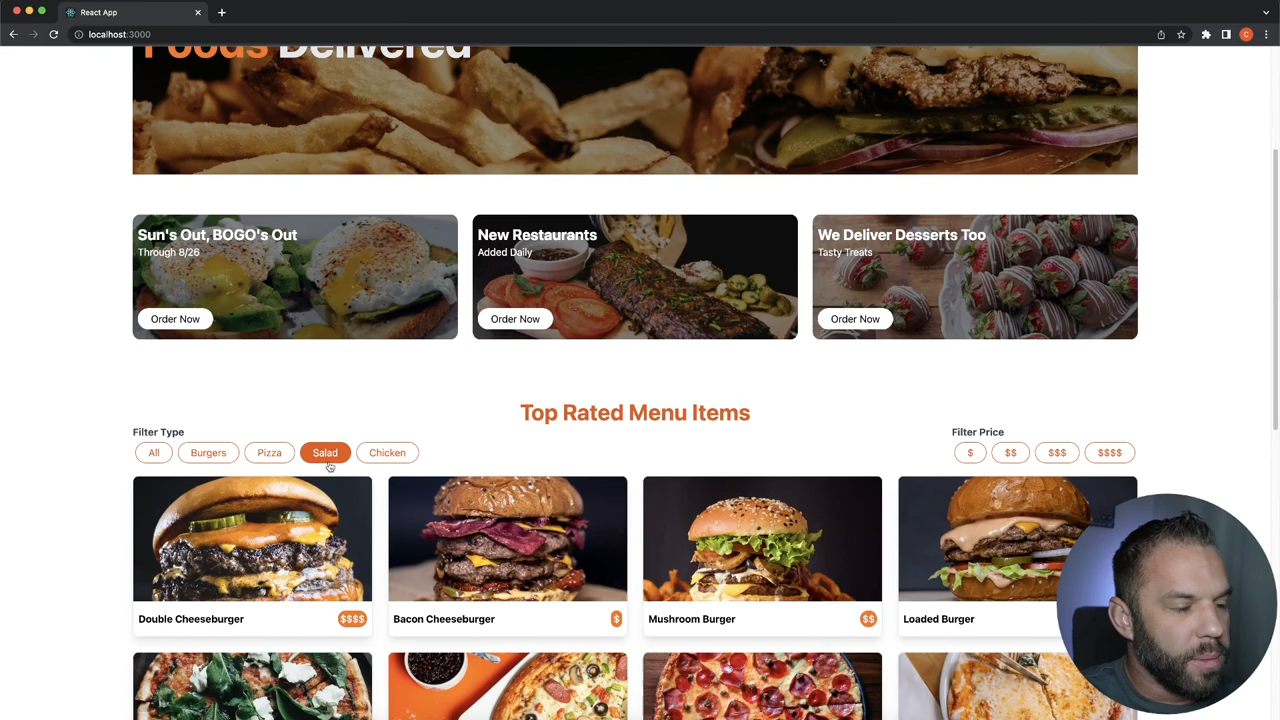 React App
localhost:3000
C
Foods Delivered
Sun's Out, BOGO's Out
Through 8/26
Order Now
New Restaurants
Added Daily
Order Now
We Deliver Desserts Too
Tasty Treats
Order Now
Top Rated Menu Items
Filter Type
All Burgers Pizza Salad Chicken
Filter Price
$ $$ $$$ $$$$
Double Cheeseburger $$$$
Bacon Cheeseburger $
Mushroom Burger $$
Loaded Burger